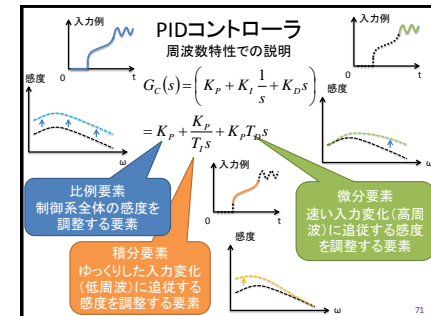 PIDコントローラ
周波数特性での説明
入力例
0
t
感度
ω
入力例
0
t
感度
ω
G_C(s) = (K_P + K_I 1/s + K_D s)
= K_P + K_P/(T_I s) + K_P T_D s
比例要素
制御系全体の感度を
調整する要素
入力例
0
t
微分要素
速い入力変化(高周
波)に追従する感度
を調整する要素
積分要素
ゆっくりした入力変化
(低周波)に追従する
感度を調整する要素
感度
ω
71